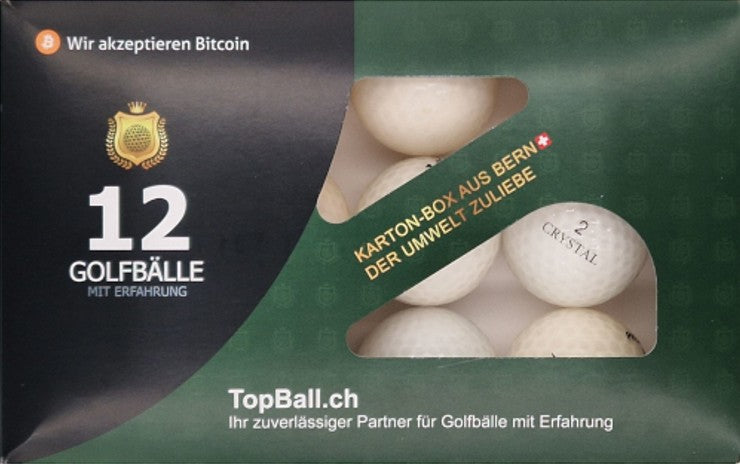 Wir akzeptieren Bitcoin
12
GOLFBÄLLE
MIT ERFAHRUNG
KARTON-BOX AUS BERN
DER UMWELT ZULIEBE
2
CRYSTAL
TopBall.ch
Ihr zuverlässiger Partner für Golfbälle mit Erfahrung